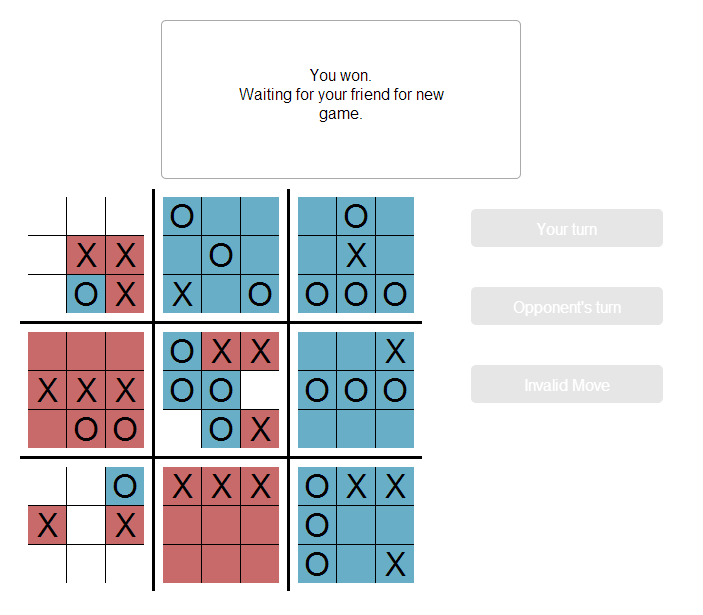 You won.
Waiting for your friend for new
game.
Your turn
Opponent's turn
Invalid Move
O O
X X O X
O X X O O O O
X O X X X
X X X O O O O O
O O O X
O X X X O X X
X X O
O X